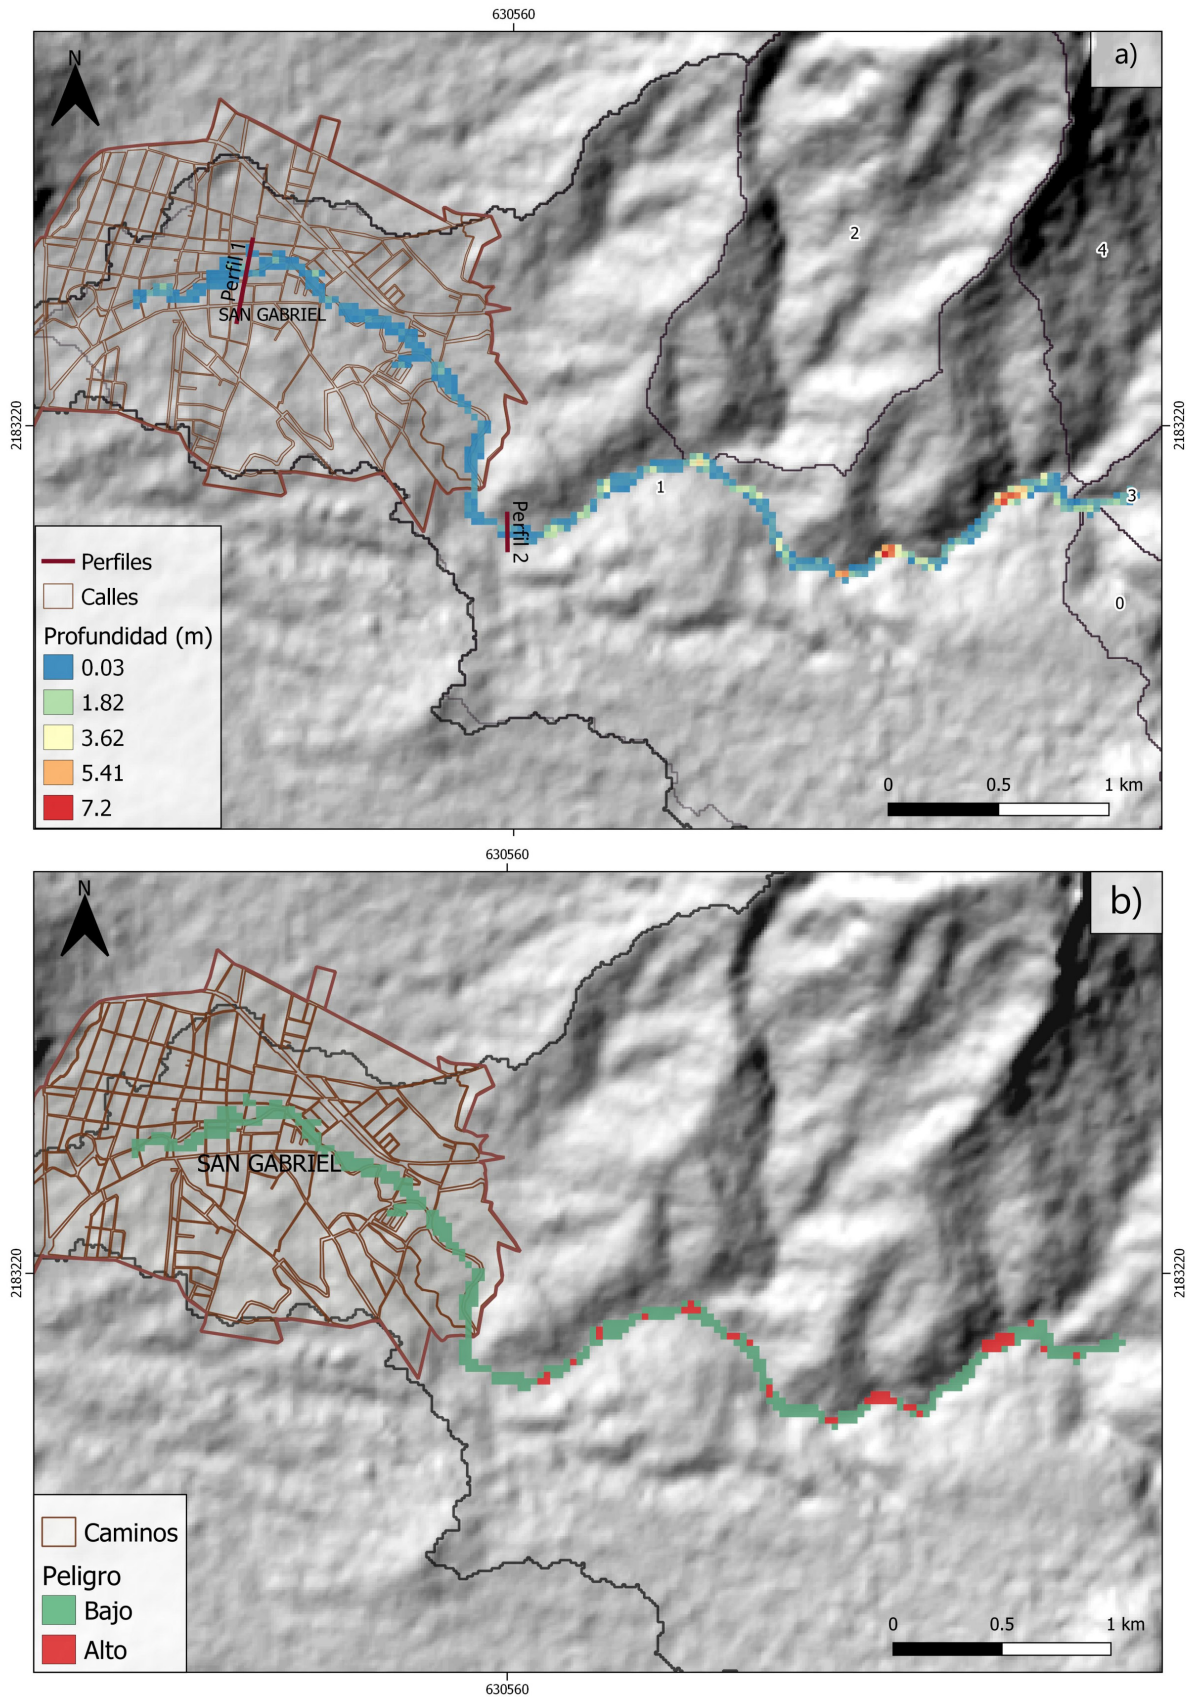 630560
a)
N
2
4
Perfil 1
SAN GABRIEL
2183220
2183220
1
3
Perfil 2
0
Perfiles
Calles
Profundidad (m)
0.03
1.82
3.62
5.41
7.2
0 0.5 1 km
630560
b)
N
SAN GABRIEL
2183220
2183220
Caminos
Peligro
Bajo
Alto
0 0.5 1 km
630560